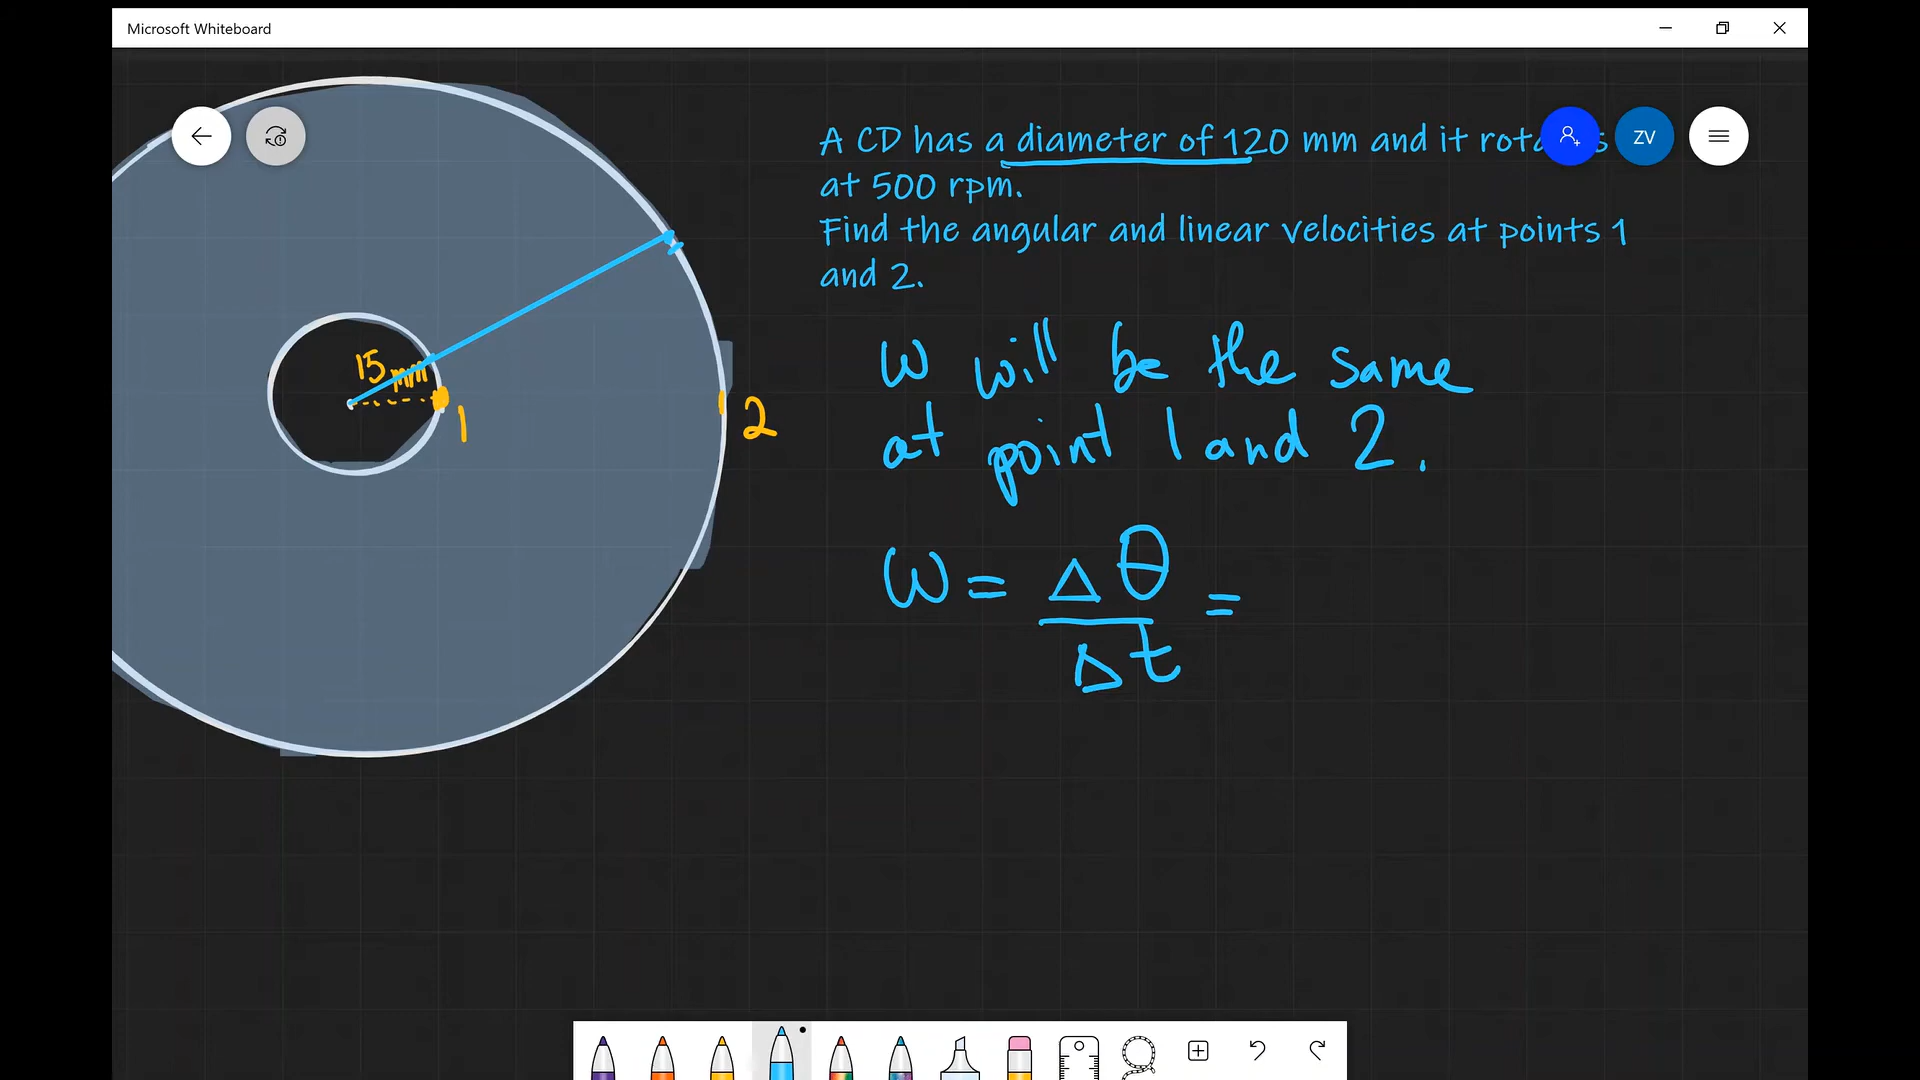 Microsoft Whiteboard
A CD has a diameter of 120 mm and it rot s
at 500 rpm.
Find the angular and linear velocities at points 1
and 2.
ZV
15 mm
1
2
ω will be the same
at point 1 and 2.
ω = Δθ / Δt =